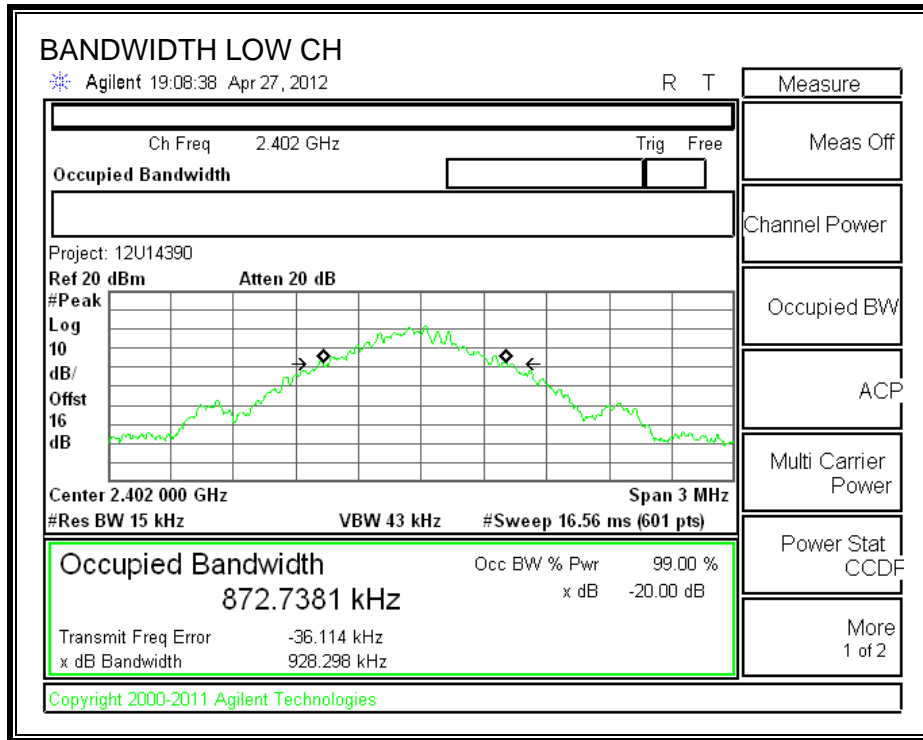 BANDWIDTH LOW CH
Agilent 19:08:38 Apr 27, 2012 R T
Measure
Ch Freq 2.402 GHz Trig Free
Meas Off
Occupied Bandwidth
Channel Power
Project: 12U14390
Ref 20 dBm Atten 20 dB
#Peak
Log
10
dB/
Offst
16
dB
Occupied BW
ACP
Multi Carrier
Power
Center 2.402 000 GHz Span 3 MHz
#Res BW 15 kHz VBW 43 kHz #Sweep 16.56 ms (601 pts)
Power Stat
CCDF
Occupied Bandwidth Occ BW % Pwr 99.00 %
872.7381 kHz x dB -20.00 dB
Transmit Freq Error -36.114 kHz
x dB Bandwidth 928.298 kHz
More
1 of 2
Copyright 2000-2011 Agilent Technologies